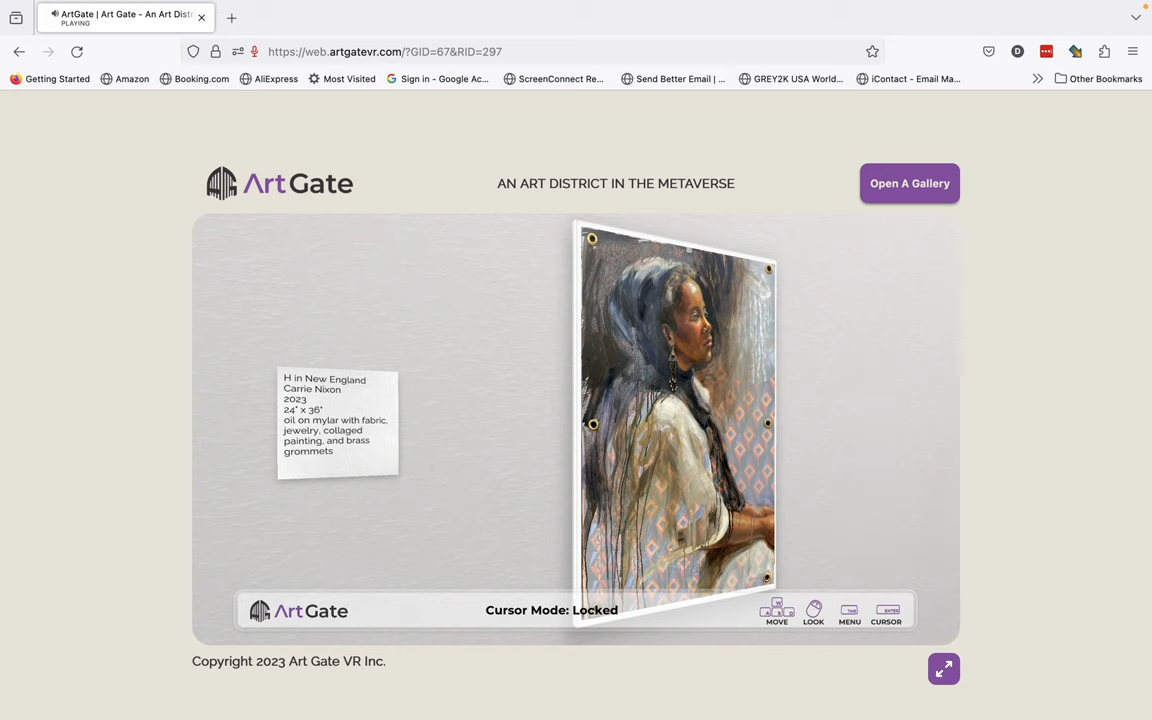 ArtGate | Art Gate - An Art Distr
PLAYING
https://web.artgatevr.com/?GID=67&RID=297
Getting Started
Amazon
Booking.com
AliExpress
Most Visited
Sign in - Google Ac...
ScreenConnect Re...
Send Better Email | ...
GREY2K USA World...
iContact - Email Ma...
Other Bookmarks
ArtGate
AN ART DISTRICT IN THE METAVERSE
Open A Gallery
H in New England
Carrie Nixon
2023
24" x 36"
oil on mylar with fabric,
jewelry, collaged
painting, and brass
grommets
ArtGate
Cursor Mode: Locked
W
A S D
MOVE
LOOK
TAB
MENU
ENTER
CURSOR
Copyright 2023 Art Gate VR Inc.